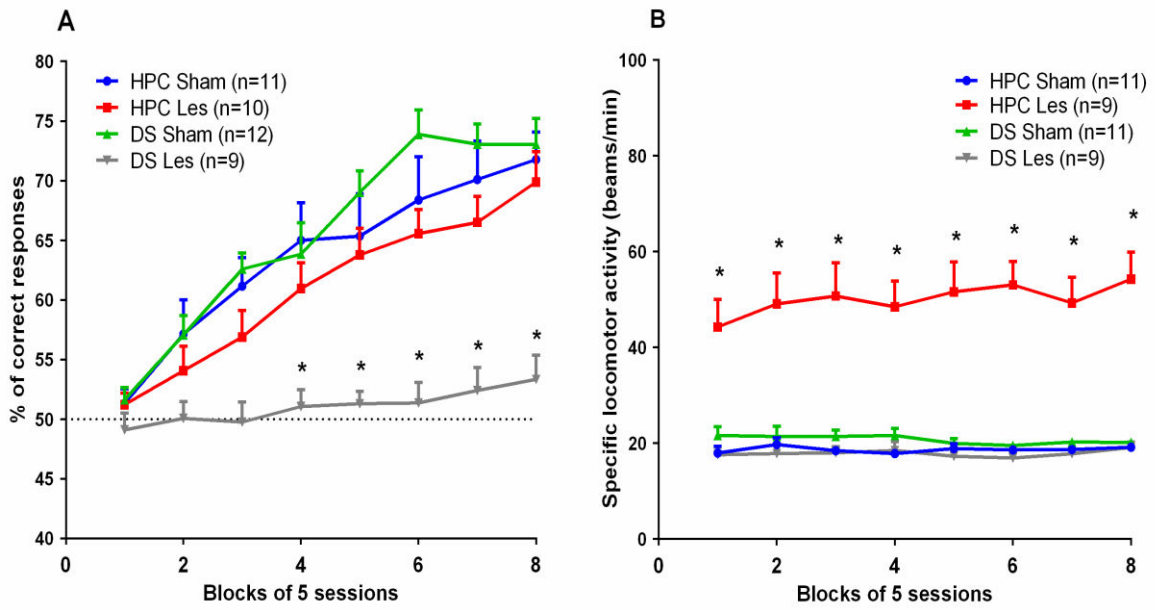 A
80
75
70
65
60
55
50
45
40
0
2
4
6
8
% of correct responses
Blocks of 5 sessions
HPC Sham (n=11)
HPC Les (n=10)
DS Sham (n=12)
DS Les (n=9)
* * * * *
B
100
80
60
40
20
0
0
2
4
6
8
Specific locomotor activity (beams/min)
Blocks of 5 sessions
HPC Sham (n=11)
HPC Les (n=9)
DS Sham (n=11)
DS Les (n=9)
* * * * * * * *